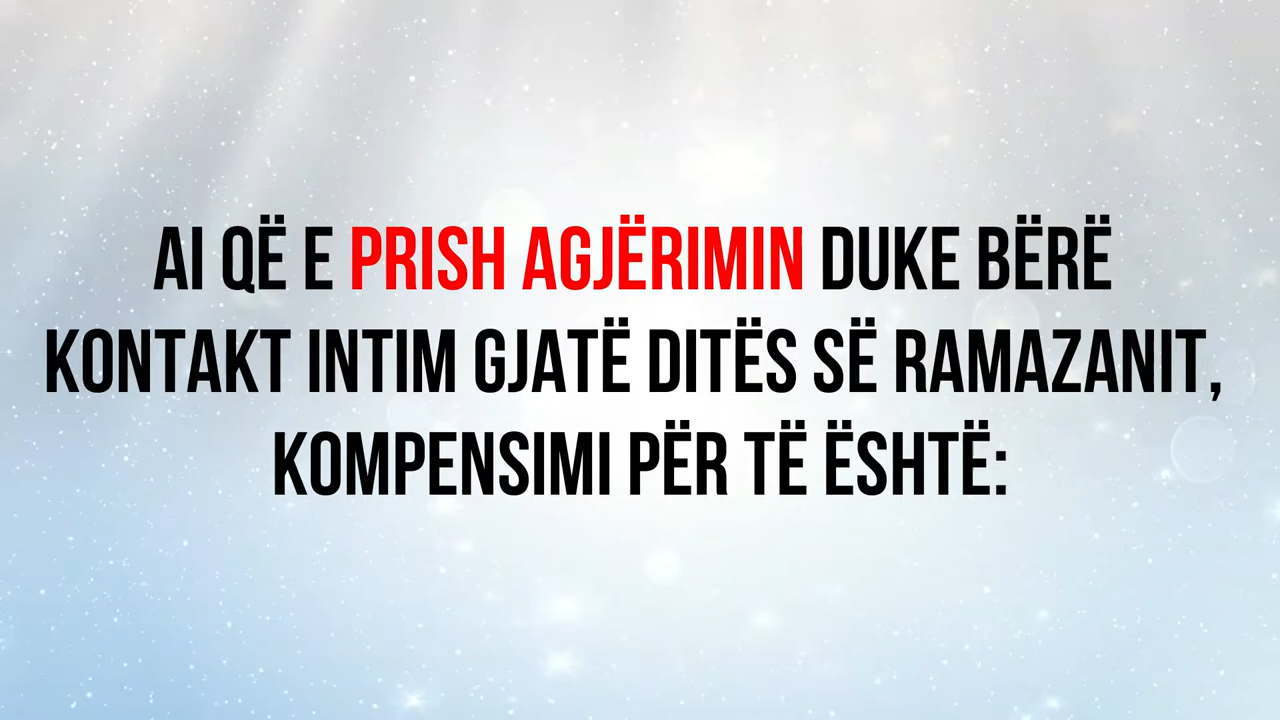 AI QË E PRISH AGJËRIMIN DUKE BËRË
KONTAKT INTIM GJATË DITËS SË RAMAZANIT,
KOMPENSIMI PËR TË ËSHTË: